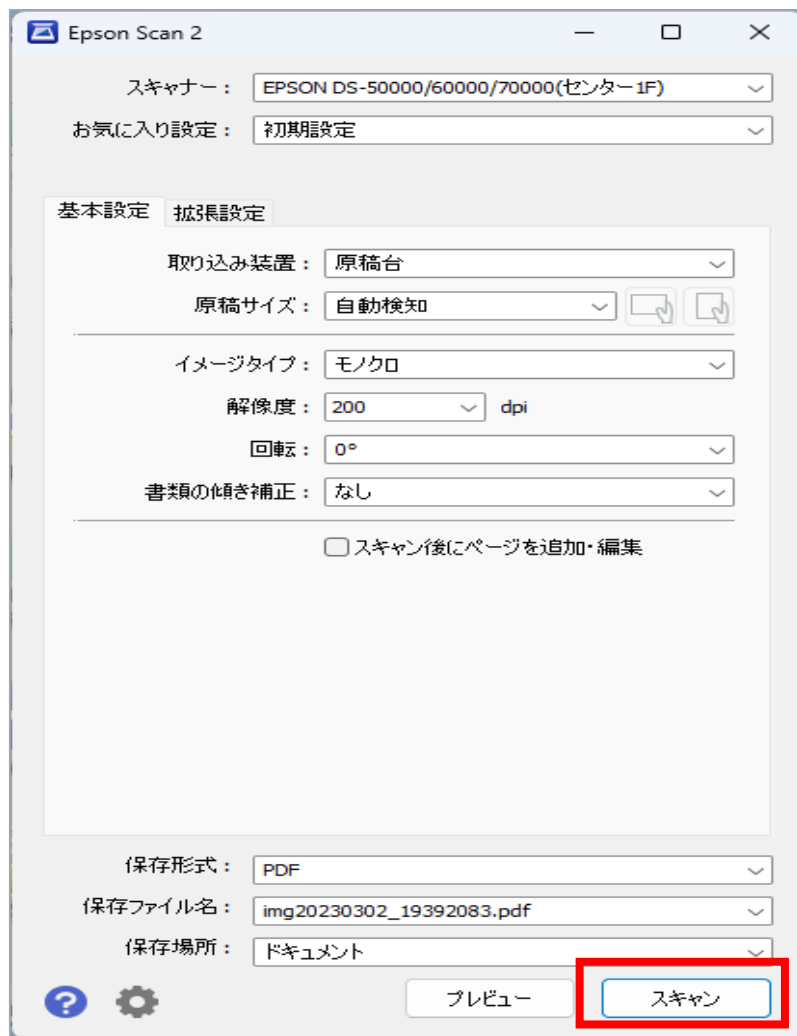 Epson Scan 2
スキャナー： EPSON DS-50000/60000/70000(センター1F)
お気に入り設定： 初期設定
基本設定 拡張設定
取り込み装置： 原稿台
原稿サイズ： 自動検知
イメージタイプ： モノクロ
解像度： 200 dpi
回転： 0°
書類の傾き補正： なし
スキャン後にページを追加・編集
保存形式： PDF
保存ファイル名： img20230302_19392083.pdf
保存場所： ドキュメント
? プレビュー スキャン